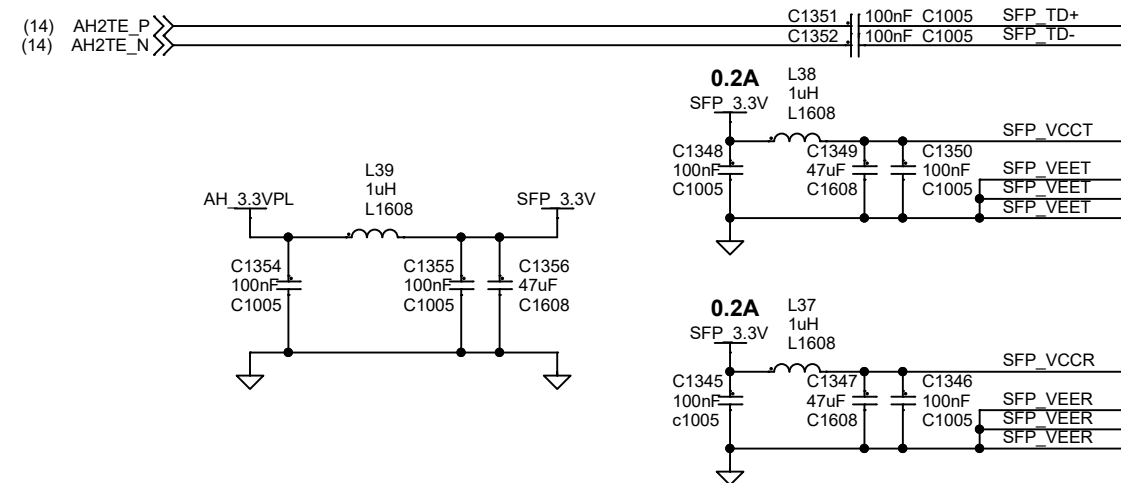 (14) AH2TE_P
(14) AH2TE_N
C1351 100nF C1005 SFP_TD+
C1352 100nF C1005 SFP_TD-
0.2A
SFP_3.3V
L38
1uH
L1608
SFP_VCCT
C1348
100nF
C1005
C1349
47uF
C1608
C1350
100nF
C1005
SFP_VEET
SFP_VEET
SFP_VEET
AH_3.3VPL
L39
1uH
L1608
SFP_3.3V
C1354
100nF
C1005
C1355
100nF
C1005
C1356
47uF
C1608
0.2A
SFP_3.3V
L37
1uH
L1608
SFP_VCCR
C1345
100nF
c1005
C1347
47uF
C1608
C1346
100nF
C1005
SFP_VEER
SFP_VEER
SFP_VEER